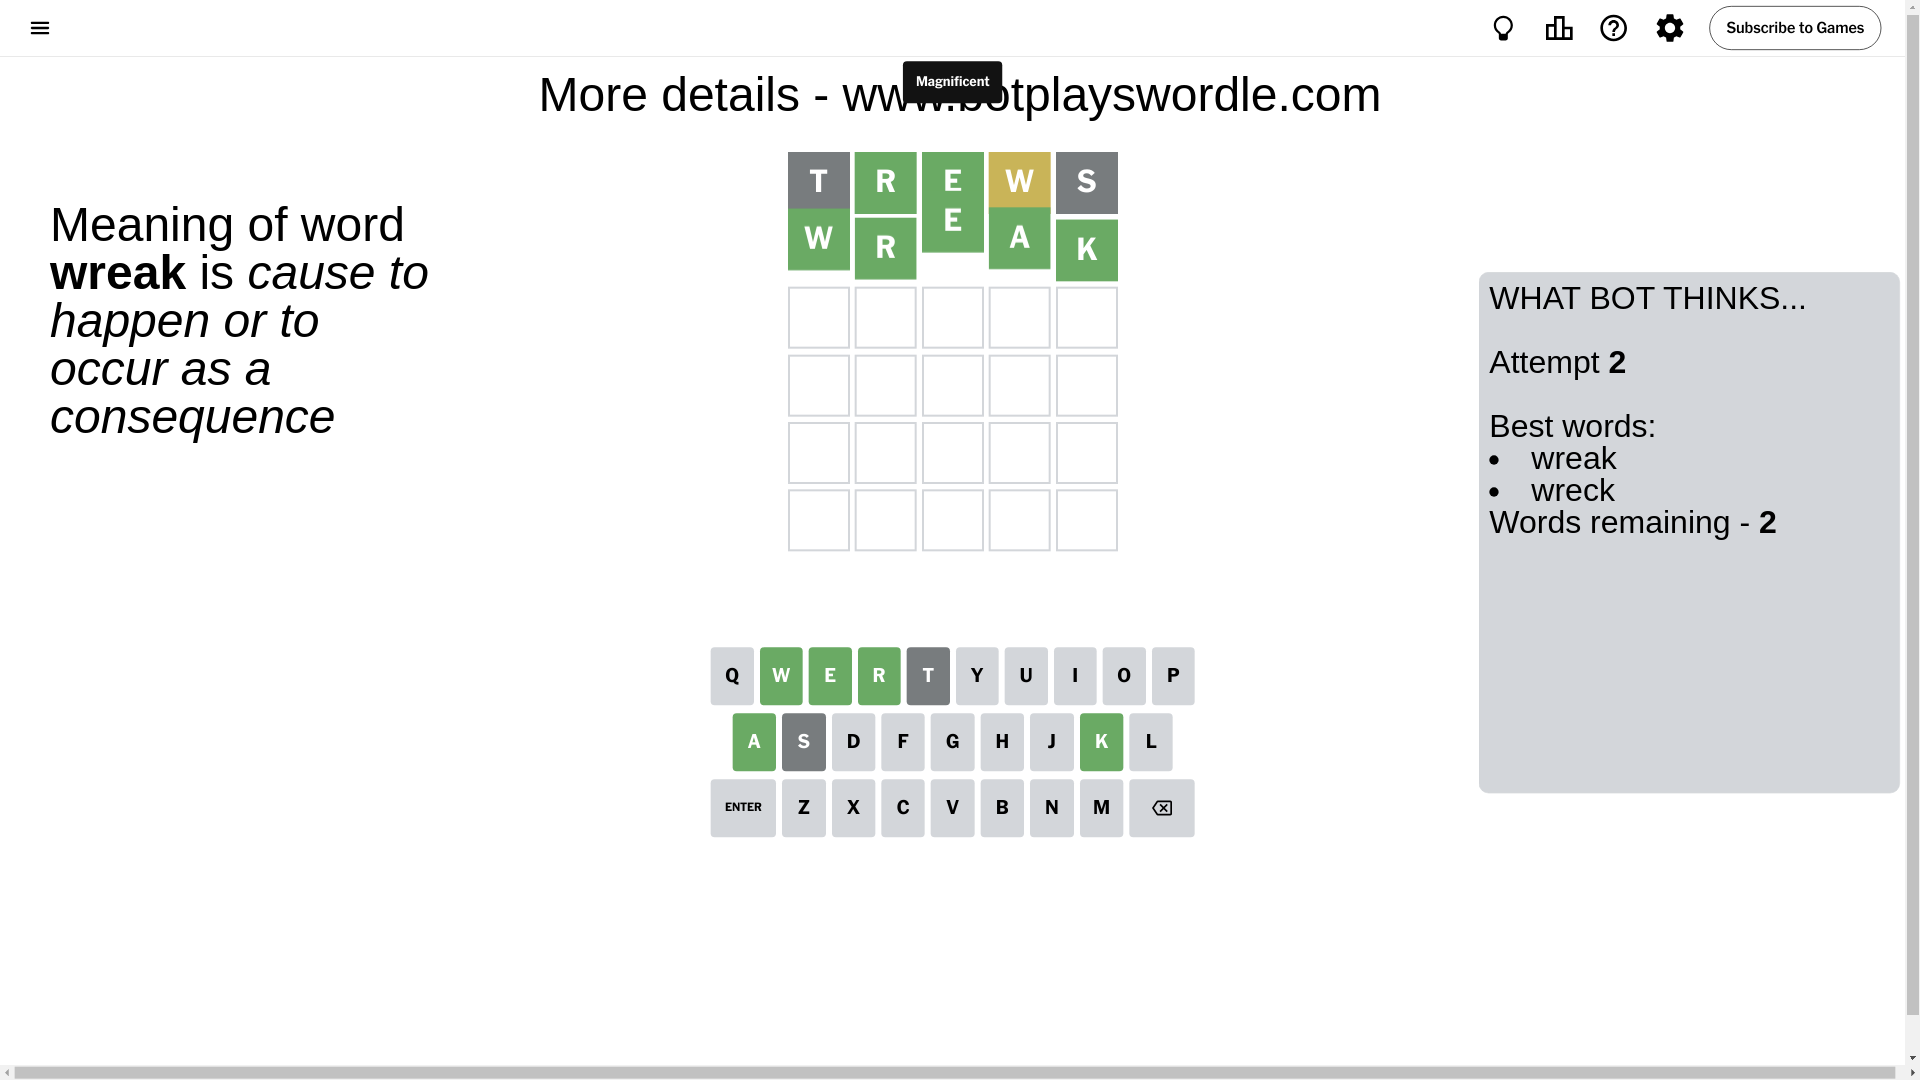 Subscribe to Games
Magnificent
More details - www.botplayswordle.com
Meaning of word
wreak is cause to
happen or to
occur as a
consequence
T R E W S
W R E A K
WHAT BOT THINKS...
Attempt 2
Best words:
• wreak
• wreck
Words remaining - 2
Q W E R T Y U I O P
A S D F G H J K L
ENTER Z X C V B N M